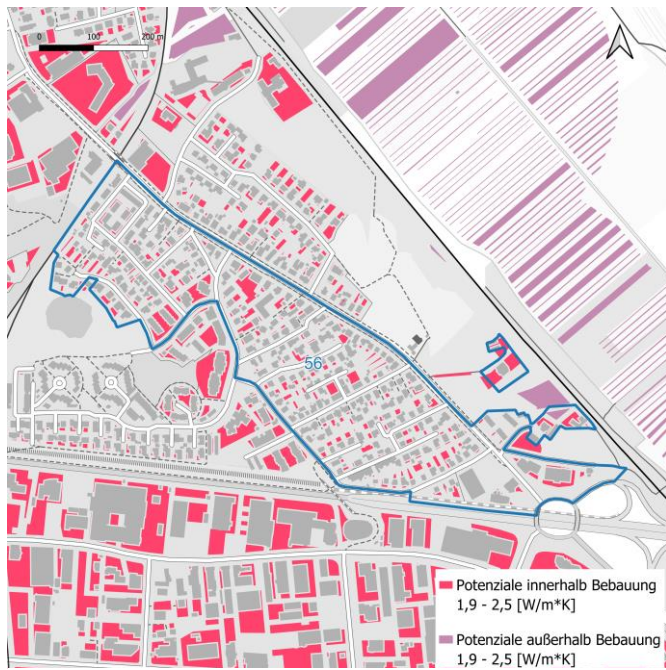 0 100 200 m
56
Potenziale innerhalb Bebauung
1,9 - 2,5 [W/m*K]
Potenziale außerhalb Bebauung
1,9 - 2,5 [W/m*K]